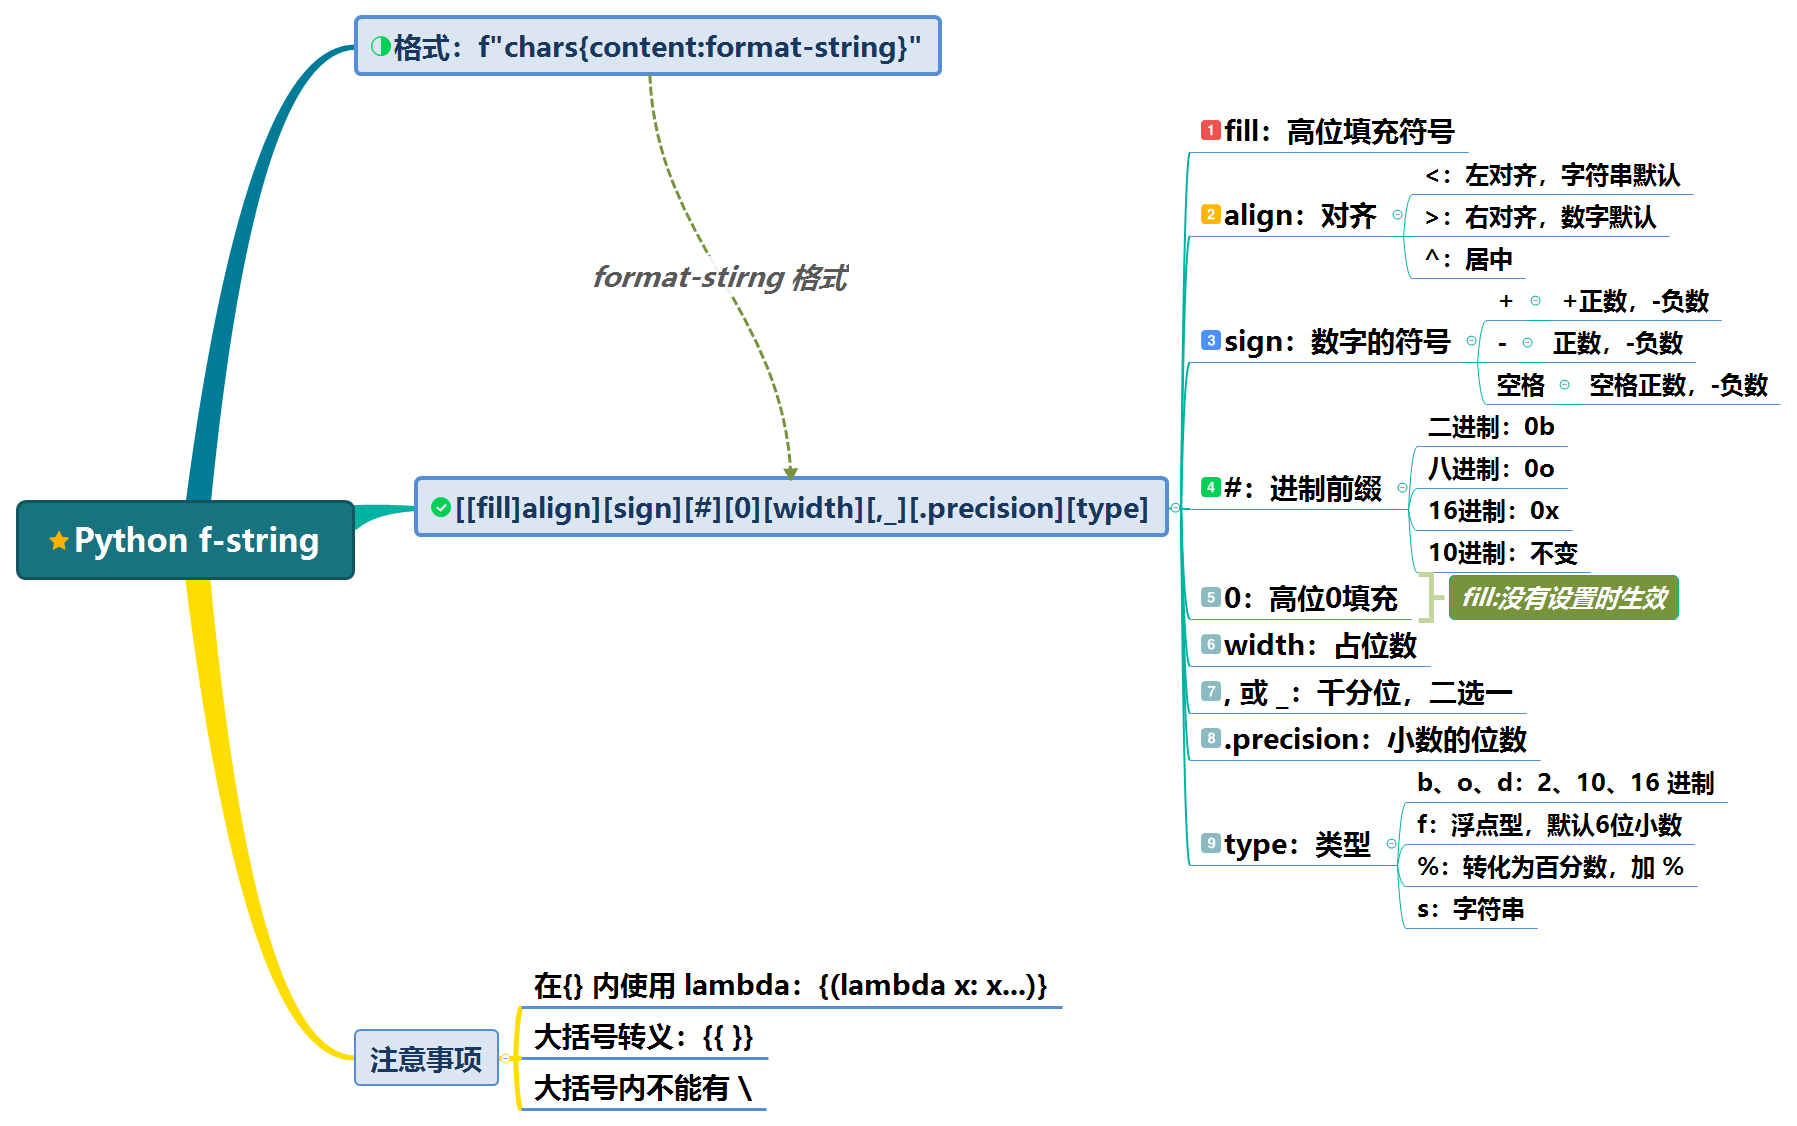 格式：f"chars{content:format-string}"
format-stirng 格式
Python f-string
[[fill]align][sign][#][0][width][,_][.precision][type]
1 fill：高位填充符号
2 align：对齐
<：左对齐，字符串默认
>：右对齐，数字默认
^：居中
3 sign：数字的符号
+ +正数，-负数
- 正数，-负数
空格 空格正数，-负数
4 #：进制前缀
二进制：0b
八进制：0o
16进制：0x
10进制：不变
5 0：高位0填充
fill:没有设置时生效
6 width：占位数
7 , 或 _：千分位，二选一
8 .precision：小数的位数
9 type：类型
b、o、d：2、10、16 进制
f：浮点型，默认6位小数
%：转化为百分数，加 %
s：字符串
注意事项
在{} 内使用 lambda：{(lambda x: x...)}
大括号转义：{{ }}
大括号内不能有 \